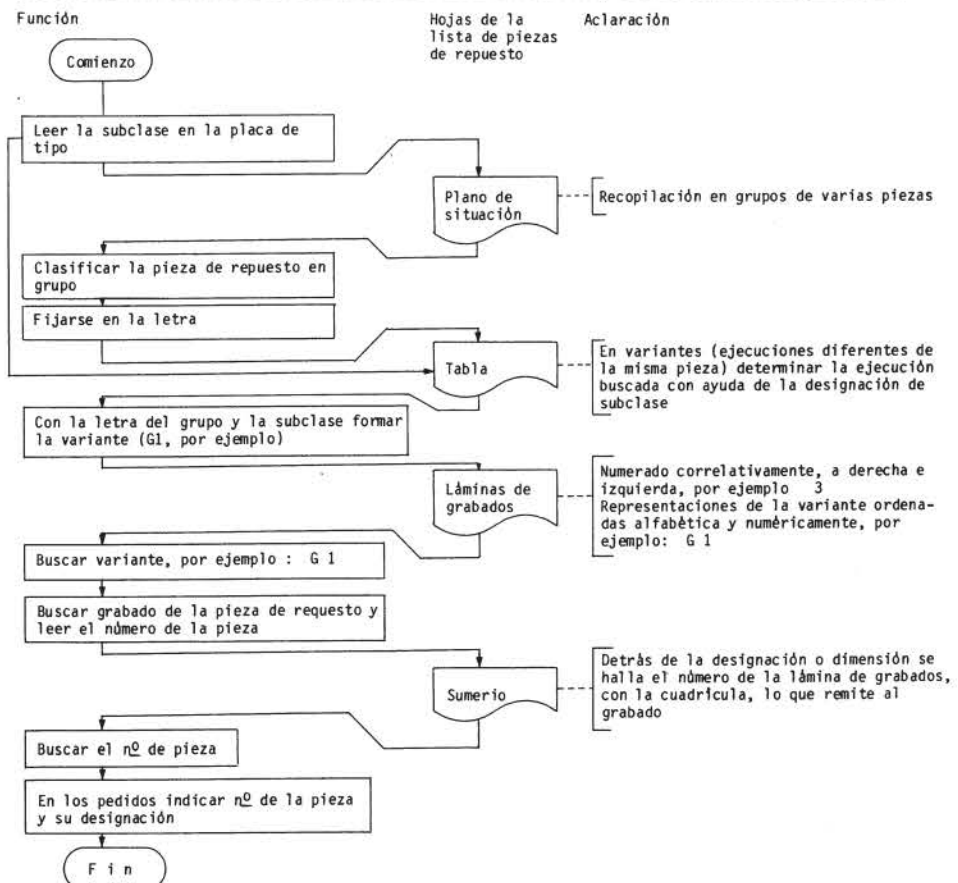 Función
Hojas de la
lista de piezas
de repuesto
Aclaración
Comienzo
Leer la subclase en la placa de
tipo
Plano de
situación
Recopilación en grupos de varias piezas
Clasificar la pieza de repuesto en
grupo
Fijarse en la letra
Tabla
En variantes (ejecuciones diferentes de
la misma pieza) determinar la ejecución
buscada con ayuda de la designación de
subclase
Con la letra del grupo y la subclase formar
la variante (G1, por ejemplo)
Láminas de
grabados
Numerado correlativamente, a derecha e
izquierda, por ejemplo 3
Representaciones de la variante ordena-
das alfabética y numéricamente, por
ejemplo: G 1
Buscar variante, por ejemplo : G 1
Buscar grabado de la pieza de requesto y
leer el número de la pieza
Sumerio
Detrás de la designación o dimensión se
halla el número de la lámina de grabados,
con la cuadrícula, lo que remite al
grabado
Buscar el nº de pieza
En los pedidos indicar nº de la pieza
y su designación
F i n